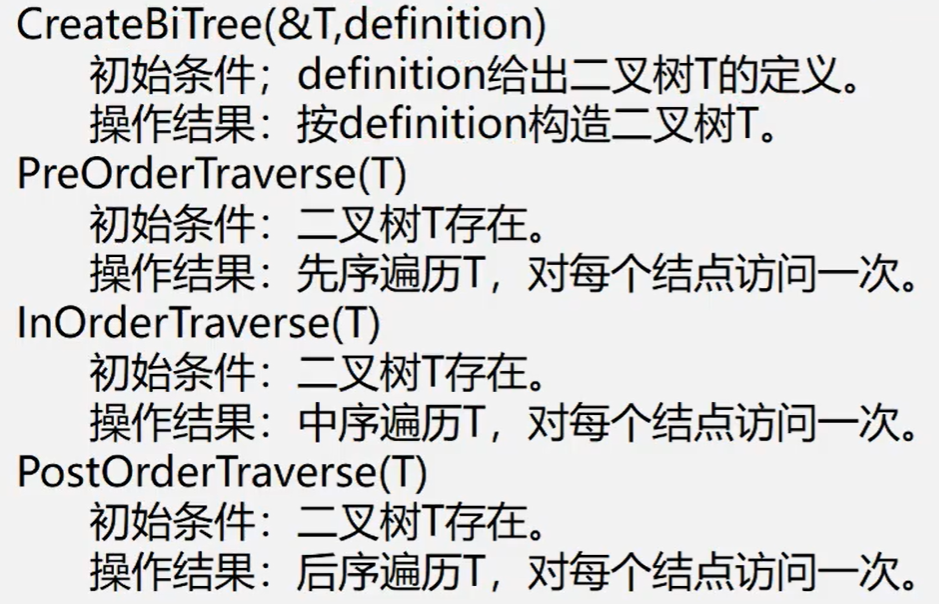 CreateBiTree(&T,definition)
初始条件；definition给出二叉树T的定义。
操作结果：按definition构造二叉树T。
PreOrderTraverse(T)
初始条件：二叉树T存在。
操作结果：先序遍历T，对每个结点访问一次。
InOrderTraverse(T)
初始条件：二叉树T存在。
操作结果：中序遍历T，对每个结点访问一次。
PostOrderTraverse(T)
初始条件：二叉树T存在。
操作结果：后序遍历T，对每个结点访问一次。